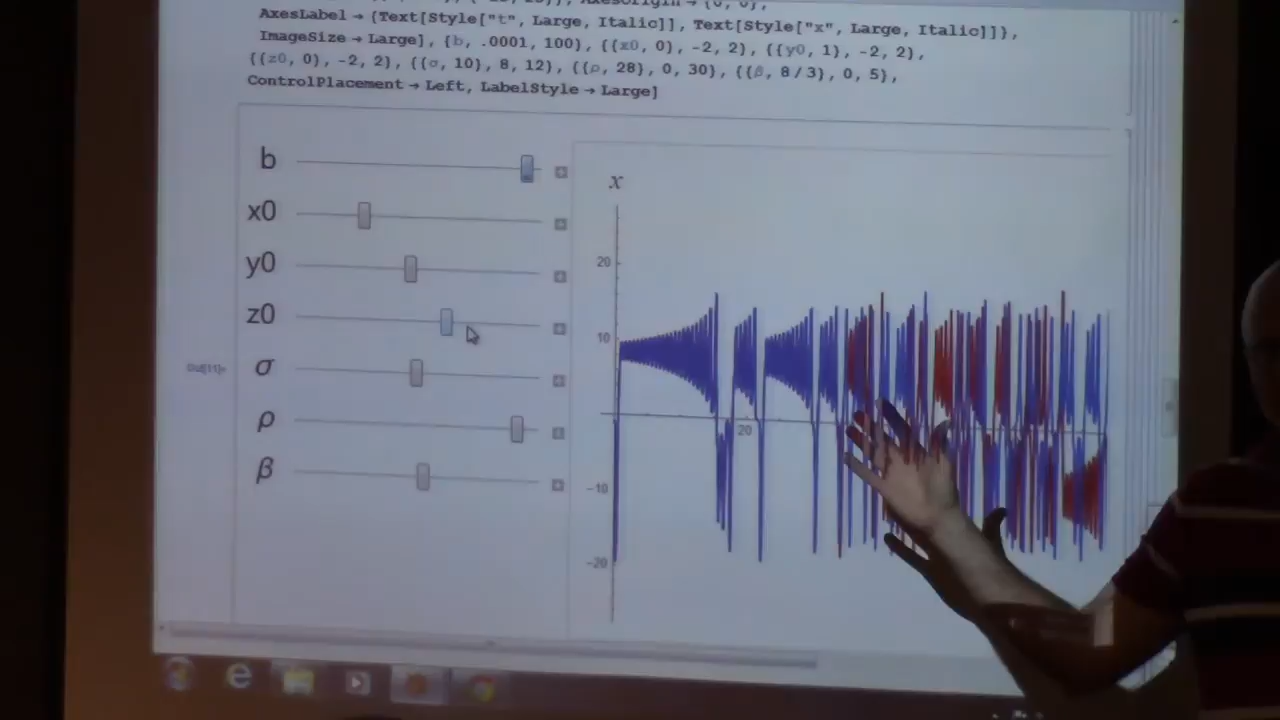 AxesLabel → {Text[Style["t", Large, Italic]], Text[Style["x", Large, Italic]]},
ImageSize → Large], {b, .0001, 100}, {{x0, 0}, -2, 2}, {{y0, 1}, -2, 2},
{{z0, 0}, -2, 2}, {{σ, 10}, 8, 12}, {{ρ, 28}, 0, 30}, {{β, 8/3}, 0, 5},
ControlPlacement → Left, LabelStyle → Large]
b
x0
y0
z0
σ
ρ
β
Out[11]=
x
20
10
20
-10
-20